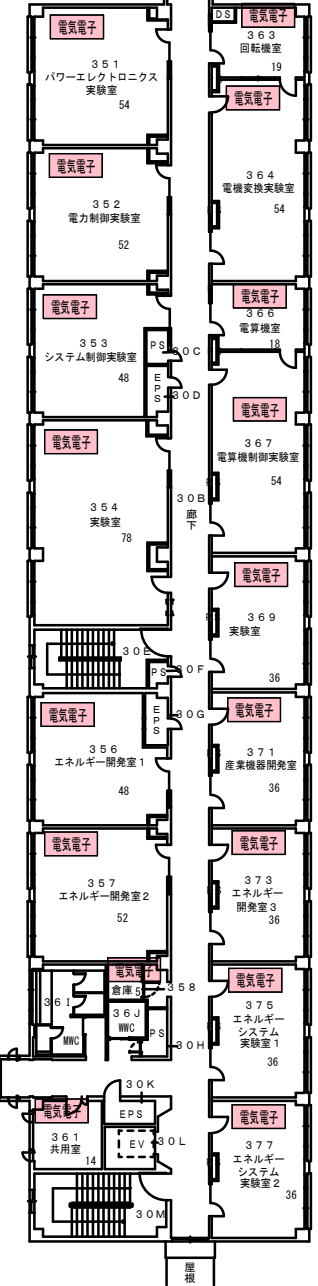 電気電子
351
パワーエレクトロニクス
実験室
54
電気電子
352
電力制御実験室
52
電気電子
353
システム制御実験室
48
PS
30C
EPS
30D
電気電子
354
実験室
78
30B
廊下
30E
PS
30F
EPS
30G
電気電子
356
エネルギー開発室1
48
電気電子
357
エネルギー開発室2
52
36I
MWC
電気電子
倉庫 5
358
36J
WWC
PS
30H
30K
電気電子
361
共用室
14
EPS
EV
30L
30M
DS
電気電子
363
回転機室
19
電気電子
364
電機変換実験室
54
電気電子
366
電算機室
18
電気電子
367
電算機制御実験室
54
電気電子
369
実験室
36
電気電子
371
産業機器開発室
36
電気電子
373
エネルギー
開発室3
36
電気電子
375
エネルギー
システム
実験室1
36
電気電子
377
エネルギー
システム
実験室2
36
屋根